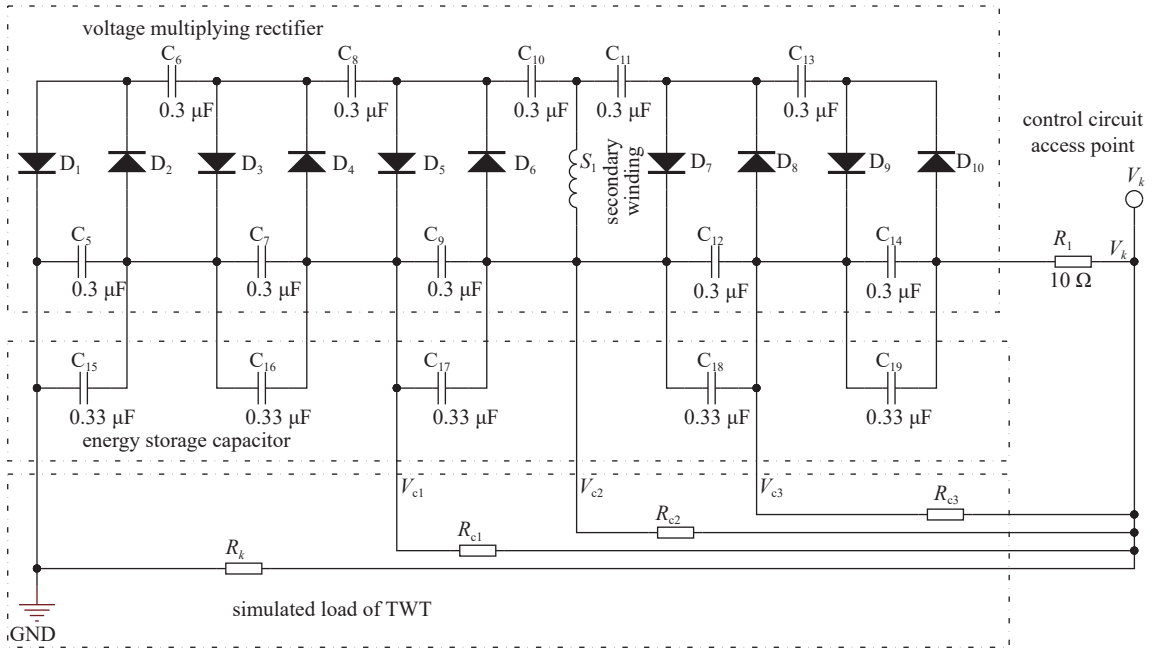 voltage multiplying rectifier
C6 C8 C10 C11 C13
0.3 μF 0.3 μF 0.3 μF 0.3 μF 0.3 μF
control circuit
access point
Vk
D1 D2 D3 D4 D5 D6 S1 secondary winding D7 D8 D9 D10
C5 C7 C9 C12 C14 R1 Vk
0.3 μF 0.3 μF 0.3 μF 0.3 μF 0.3 μF 10 Ω
C15 C16 C17 C18 C19
0.33 μF 0.33 μF 0.33 μF 0.33 μF 0.33 μF
energy storage capacitor
Vc1 Vc2 Vc3
Rc3
Rc2
Rc1
Rk
simulated load of TWT
GND